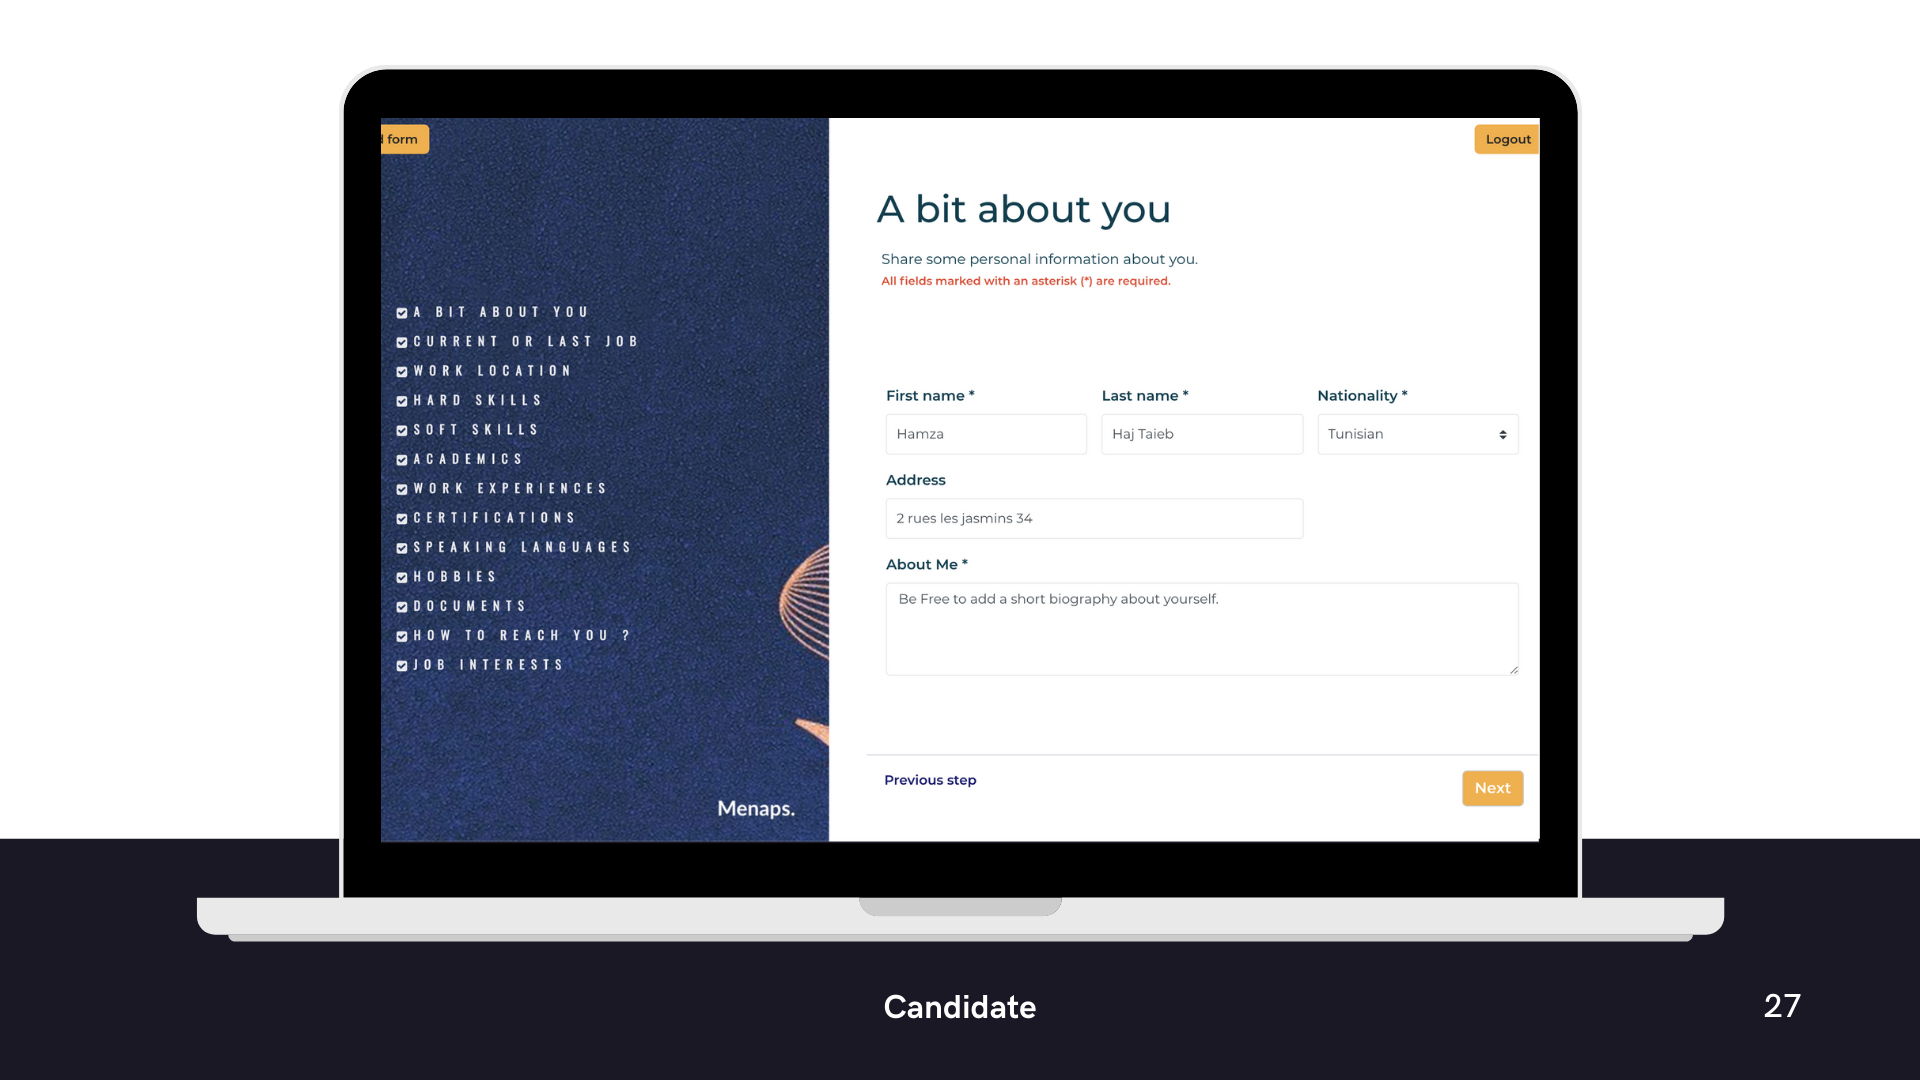 form
Logout
A bit about you
Share some personal information about you.
All fields marked with an asterisk (*) are required.
A BIT ABOUT YOU
CURRENT OR LAST JOB
WORK LOCATION
HARD SKILLS
SOFT SKILLS
ACADEMICS
WORK EXPERIENCES
CERTIFICATIONS
SPEAKING LANGUAGES
HOBBIES
DOCUMENTS
HOW TO REACH YOU ?
JOB INTERESTS
Menaps.
First name * Last name * Nationality *
Hamza Haj Taieb Tunisian
Address
2 rues les jasmins 34
About Me *
Be Free to add a short biography about yourself.
Previous step Next
Candidate
27